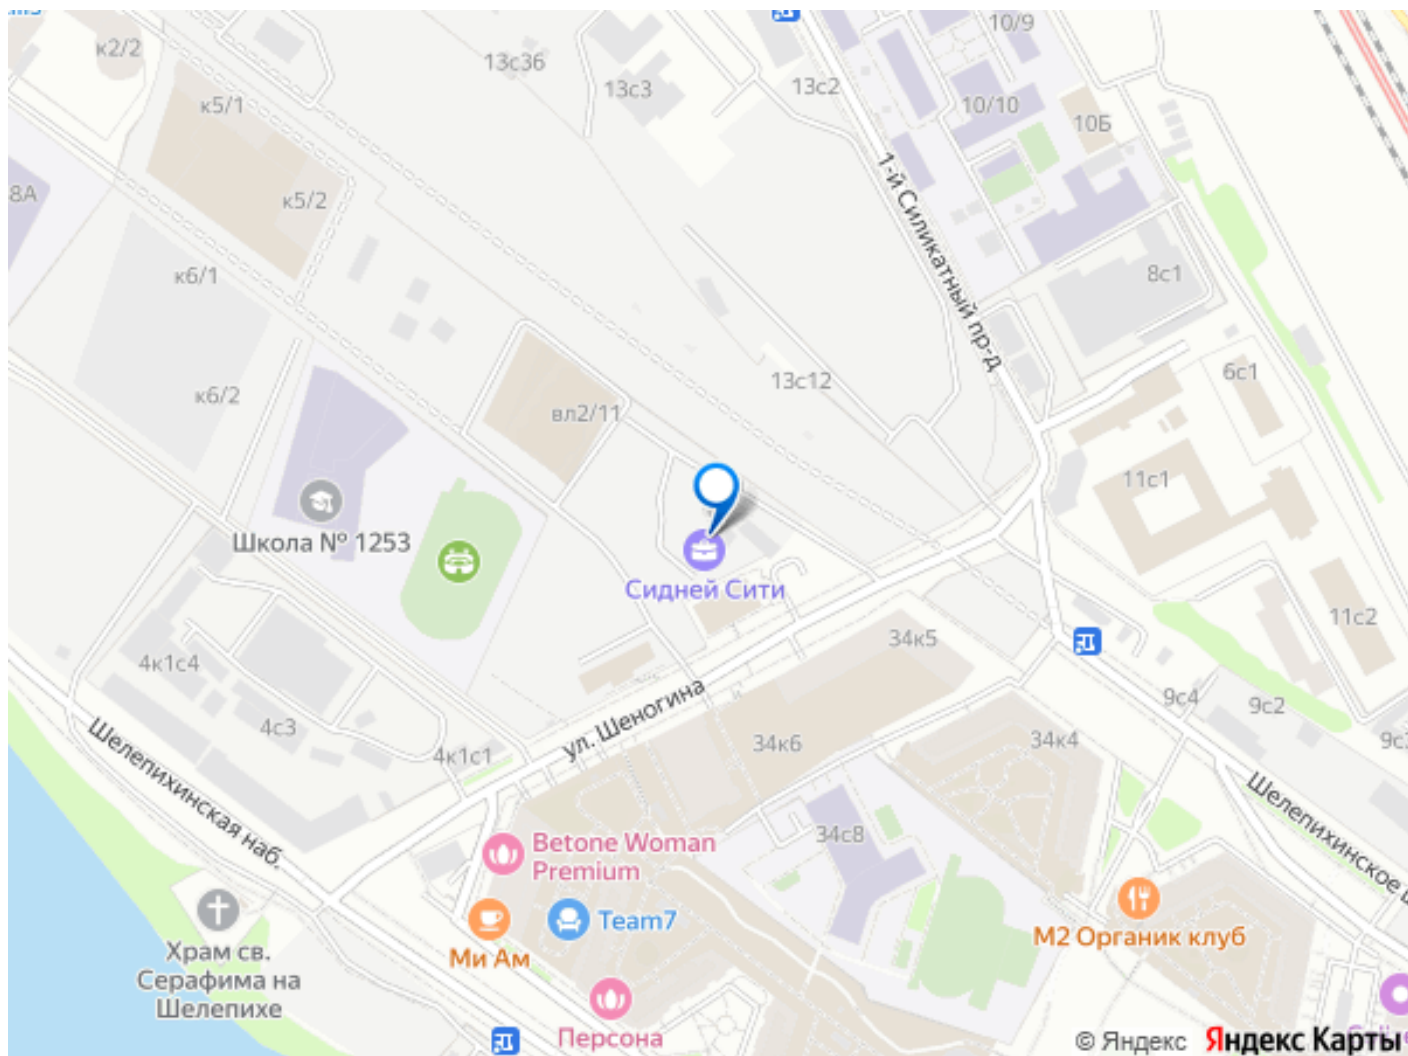 10/9
к2/2
13с36
13с3
13с2
к5/1
10/10
10Б
8А
к5/2
1-й Силикатный пр-д
к6/1
8с1
13с12
6с1
к6/2
вл2/11
11с1
Школа № 1253
Сидней Сити
11с2
34к5
4к1с4
9с4
9с2
4с3
ул. Шеногина
4к1с1
34к6
34к4
Шелепихинская наб.
Шелепихинское
34с8
Betone Woman
Premium
Team7
Ми Ам
М2 Органик клуб
Храм св.
Серафима на
Шелепихе
Персона
© Яндекс Яндекс Карты